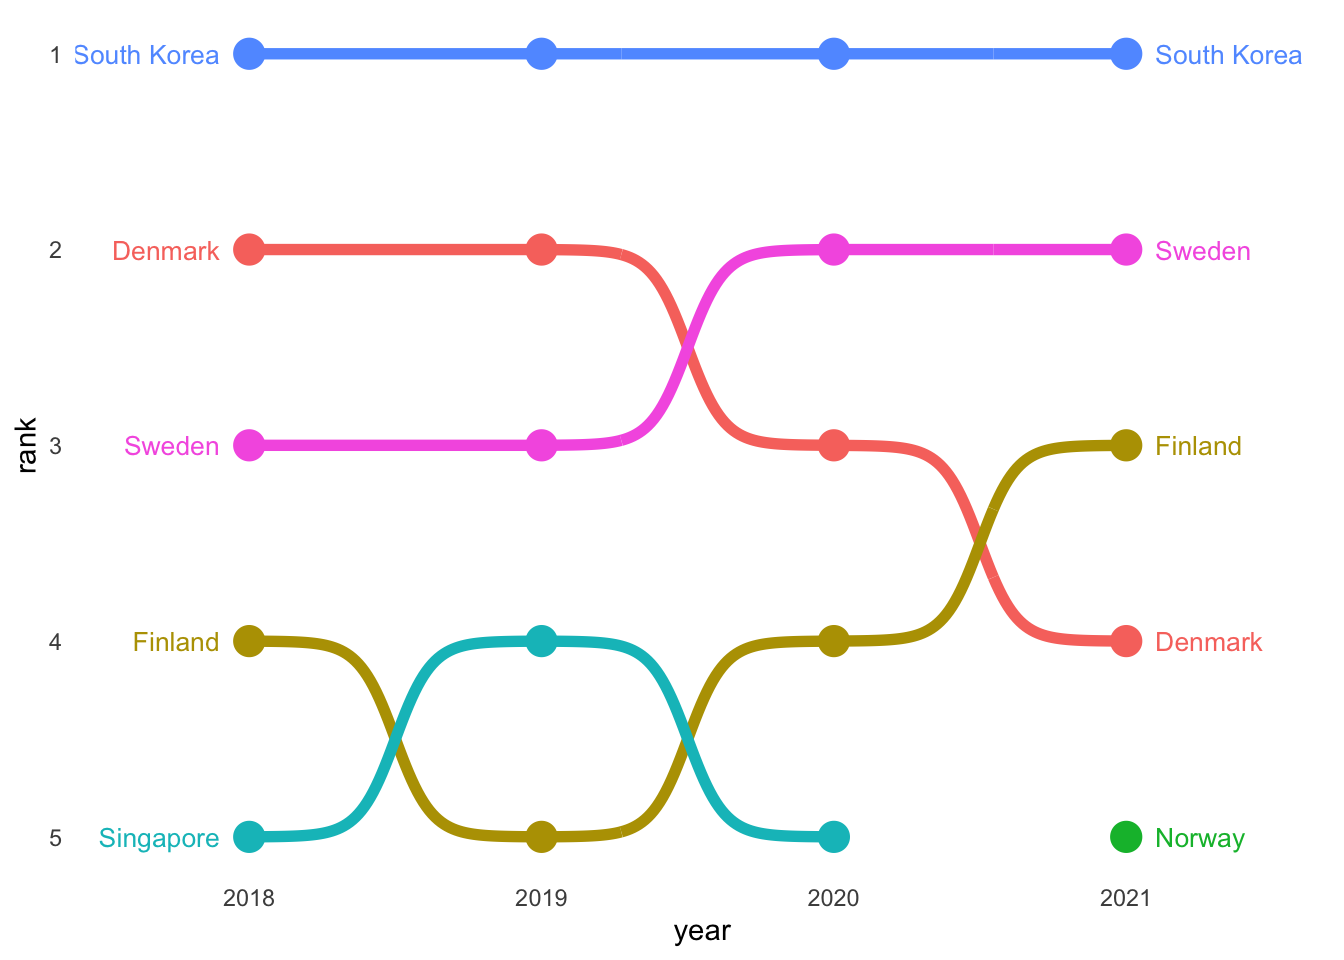 1 South Korea South Korea
2 Denmark Sweden
rank
3 Sweden Finland
4 Finland Denmark
5 Singapore Norway
2018 2019 2020 2021
year